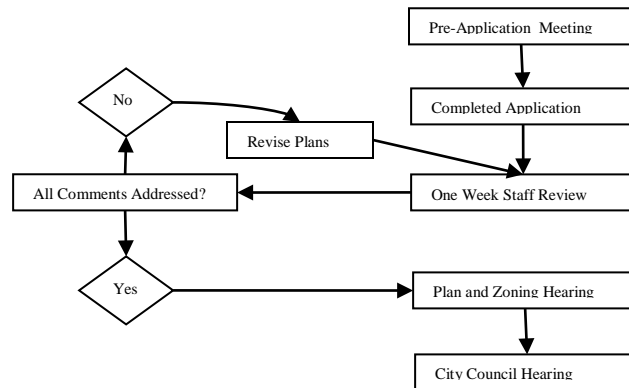 Pre-Application Meeting
No
Completed Application
Revise Plans
All Comments Addressed?
One Week Staff Review
Yes
Plan and Zoning Hearing
City Council Hearing